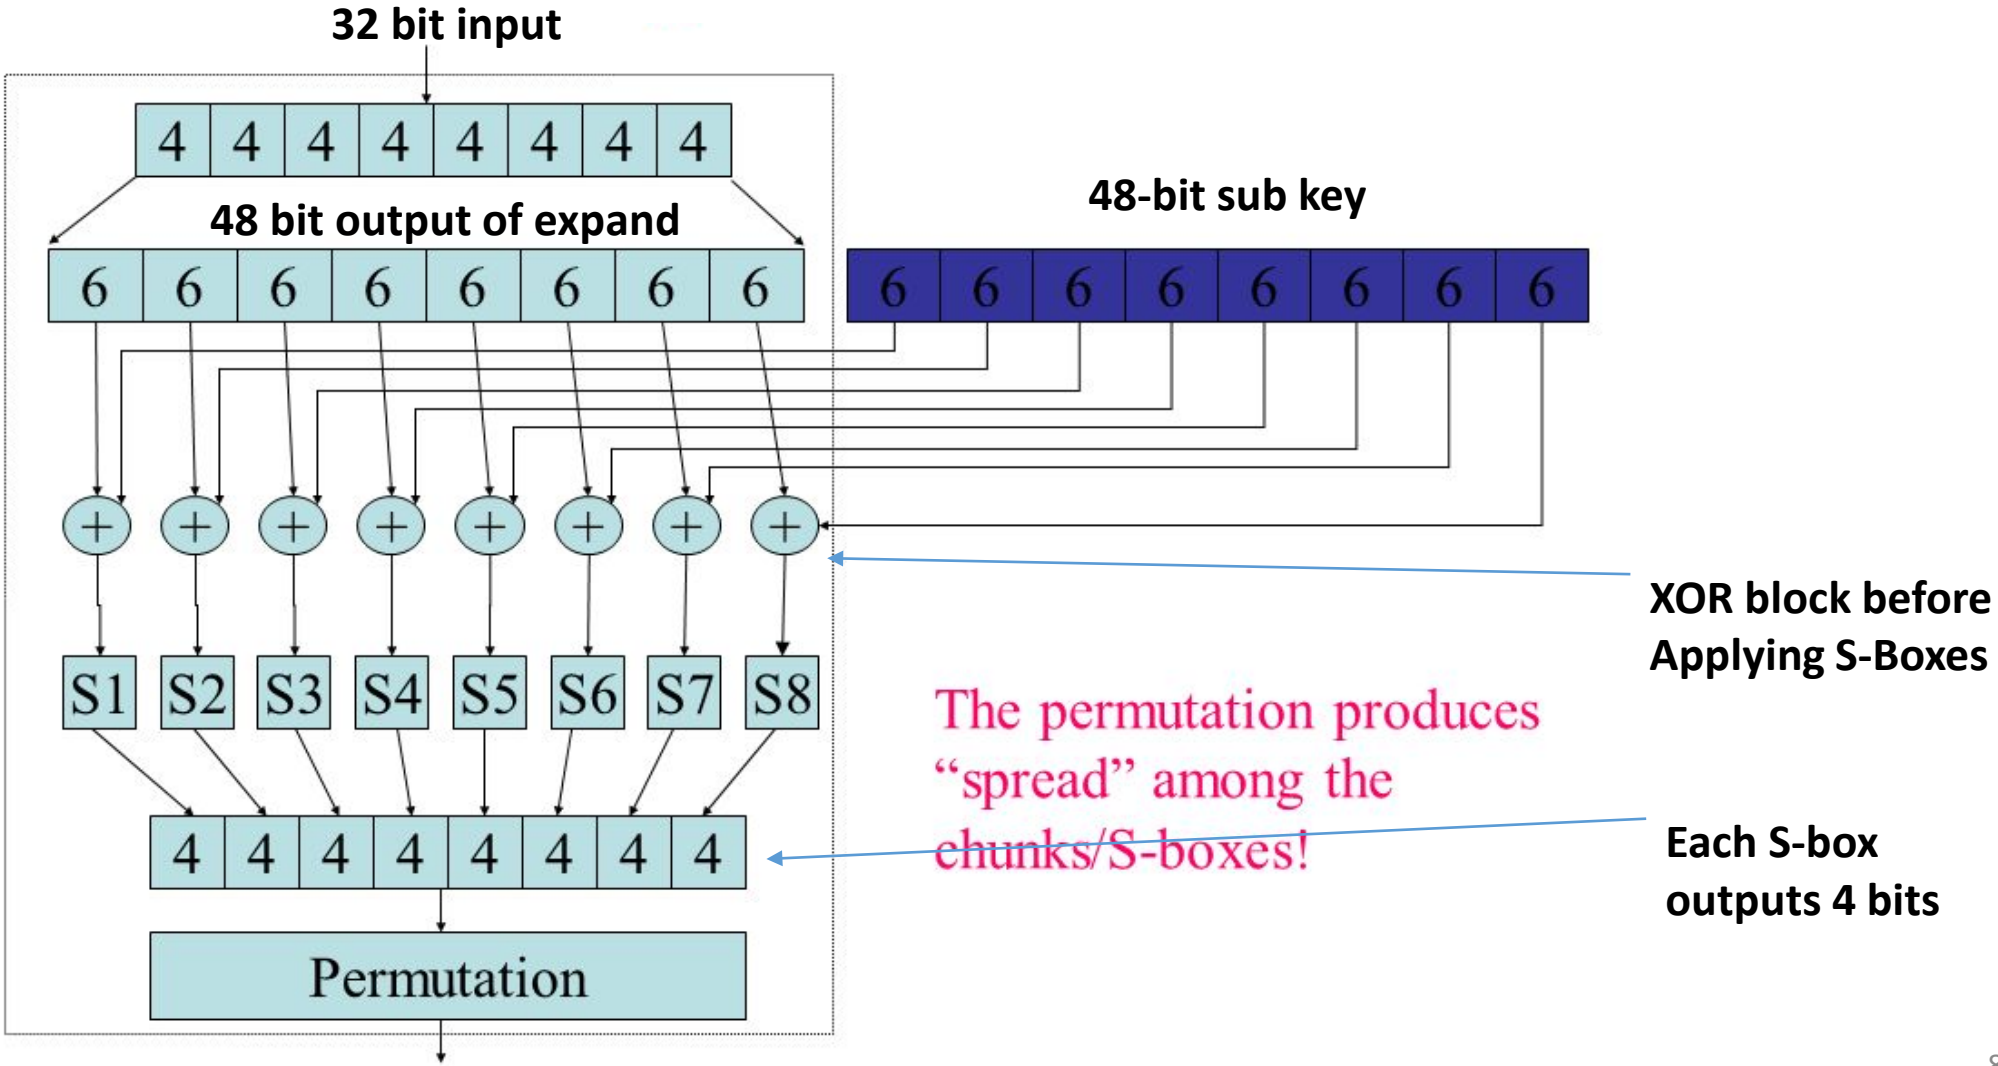 32 bit input
4 4 4 4 4 4 4 4
48 bit output of expand
48-bit sub key
6 6 6 6 6 6 6 6
6 6 6 6 6 6 6 6
+ + + + + + + +
XOR block before
Applying S-Boxes
S1 S2 S3 S4 S5 S6 S7 S8
The permutation produces
“spread” among the
chunks/S-boxes!
4 4 4 4 4 4 4 4
Each S-box
outputs 4 bits
Permutation